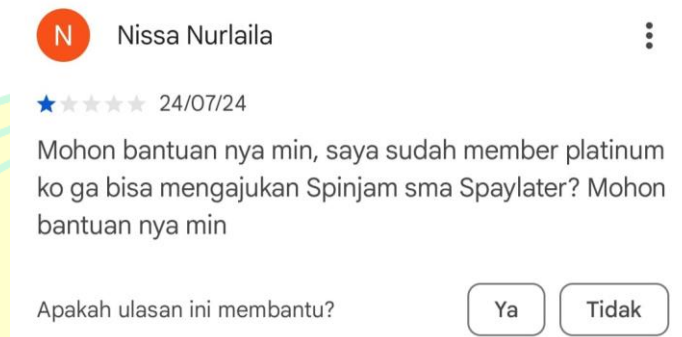 N Nissa Nurlaila
24/07/24
Mohon bantuan nya min, saya sudah member platinum
ko ga bisa mengajukan Spinjam sma Spaylater? Mohon
bantuan nya min
Apakah ulasan ini membantu? Ya Tidak